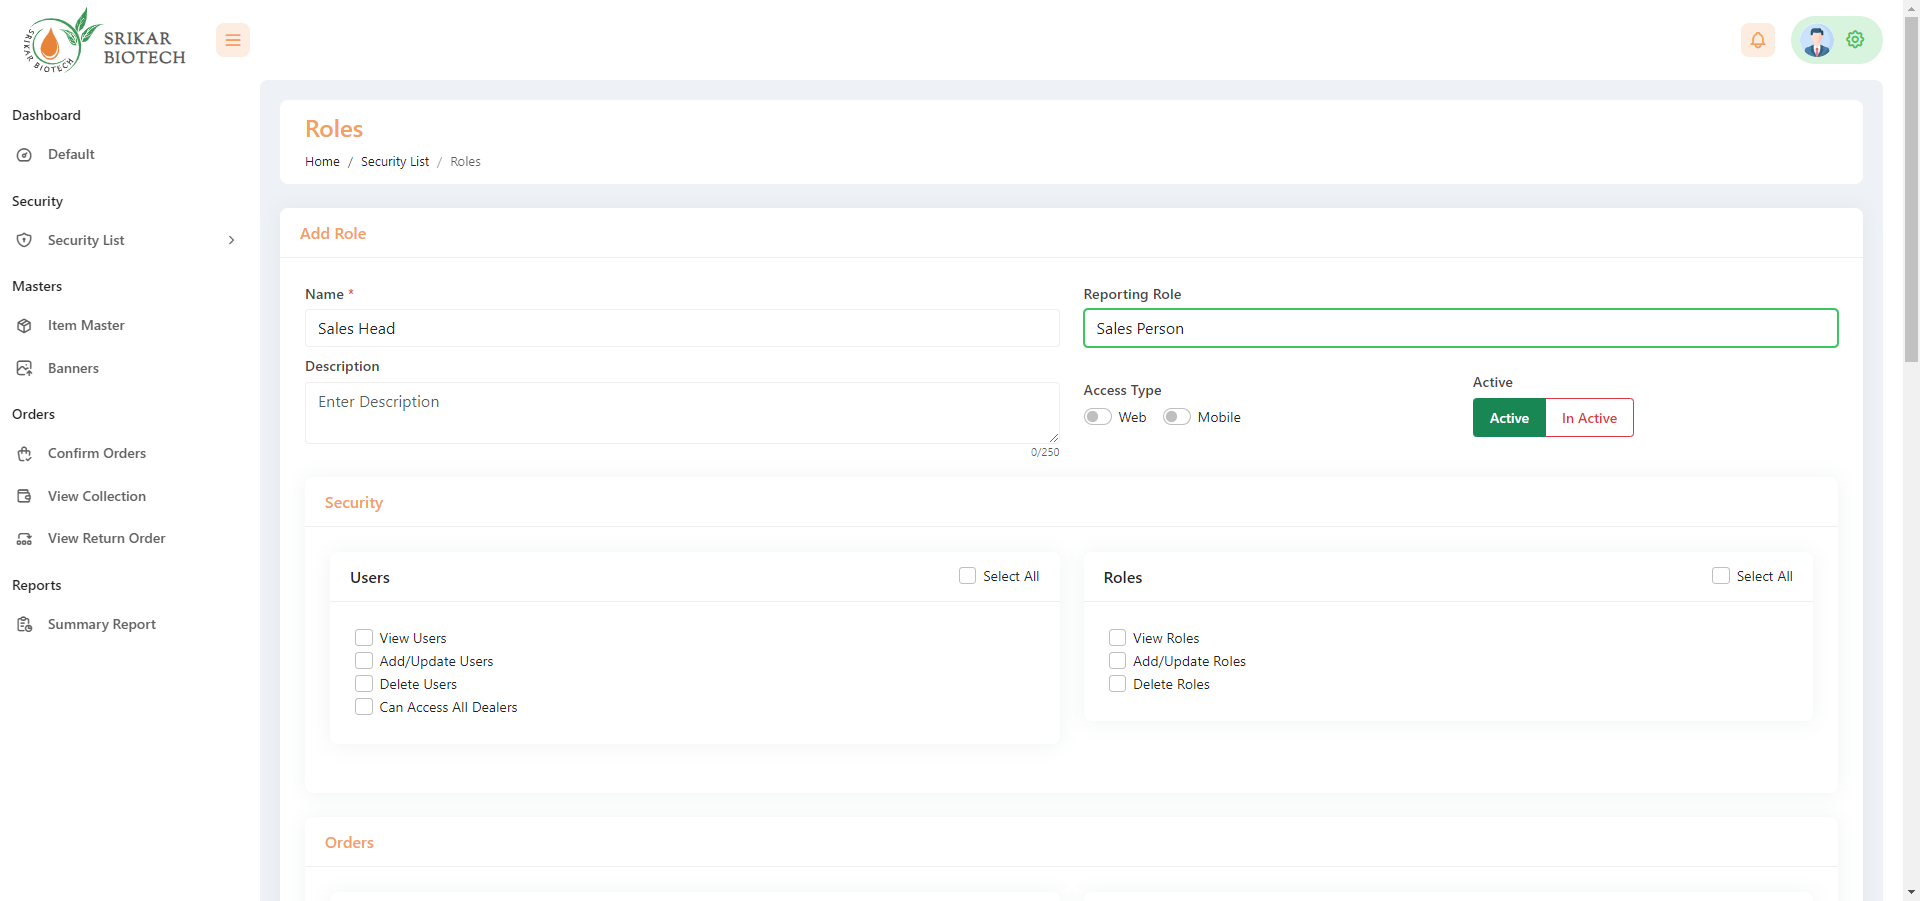 SRIKAR BIOTECH
SRIKAR
BIOTECH
Dashboard
Default
Security
Security List
Masters
Item Master
Banners
Orders
Confirm Orders
View Collection
View Return Order
Reports
Summary Report
Roles
Home / Security List / Roles
Add Role
Name *
Sales Head
Reporting Role
Sales Person
Description
Enter Description
0/250
Access Type
Web
Mobile
Active
Active
In Active
Security
Users
Select All
View Users
Add/Update Users
Delete Users
Can Access All Dealers
Roles
Select All
View Roles
Add/Update Roles
Delete Roles
Orders